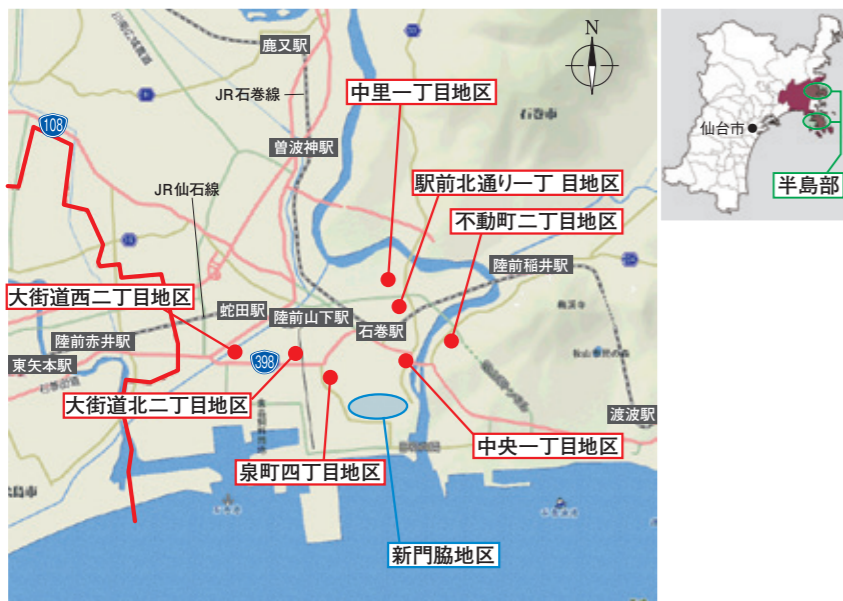 鹿又駅
N
JR石巻線
中里一丁目地区
石巻市
108
曽波神駅
駅前北通り一丁 目地区
JR仙石線
不動町二丁目地区
陸前稲井駅
大街道西二丁目地区
蛇田駅
陸前山下駅
石巻駅
陸前赤井駅
東矢本駅
398
大街道北二丁目地区
渡波駅
中央一丁目地区
泉町四丁目地区
新門脇地区
仙台市
半島部